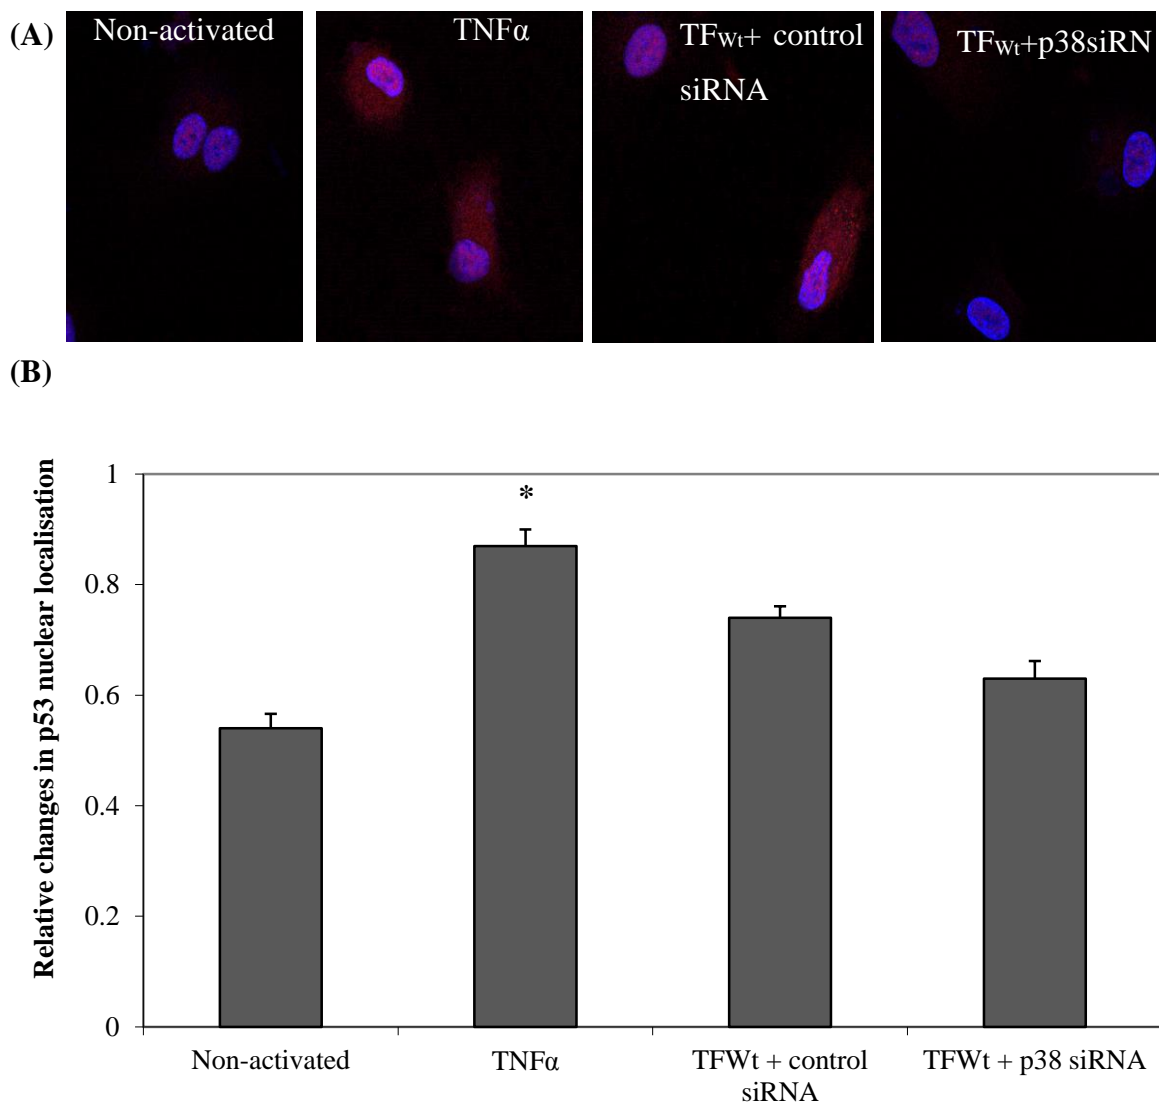 (A)
Non-activated
TNFα
TFWt+ control
siRNA
TFWt+p38siRN
(B)
Relative changes in p53 nuclear localisation
1
0.8
0.6
0.4
0.2
0
*
Non-activated
TNFα
TFWt + control
siRNA
TFWt + p38 siRNA